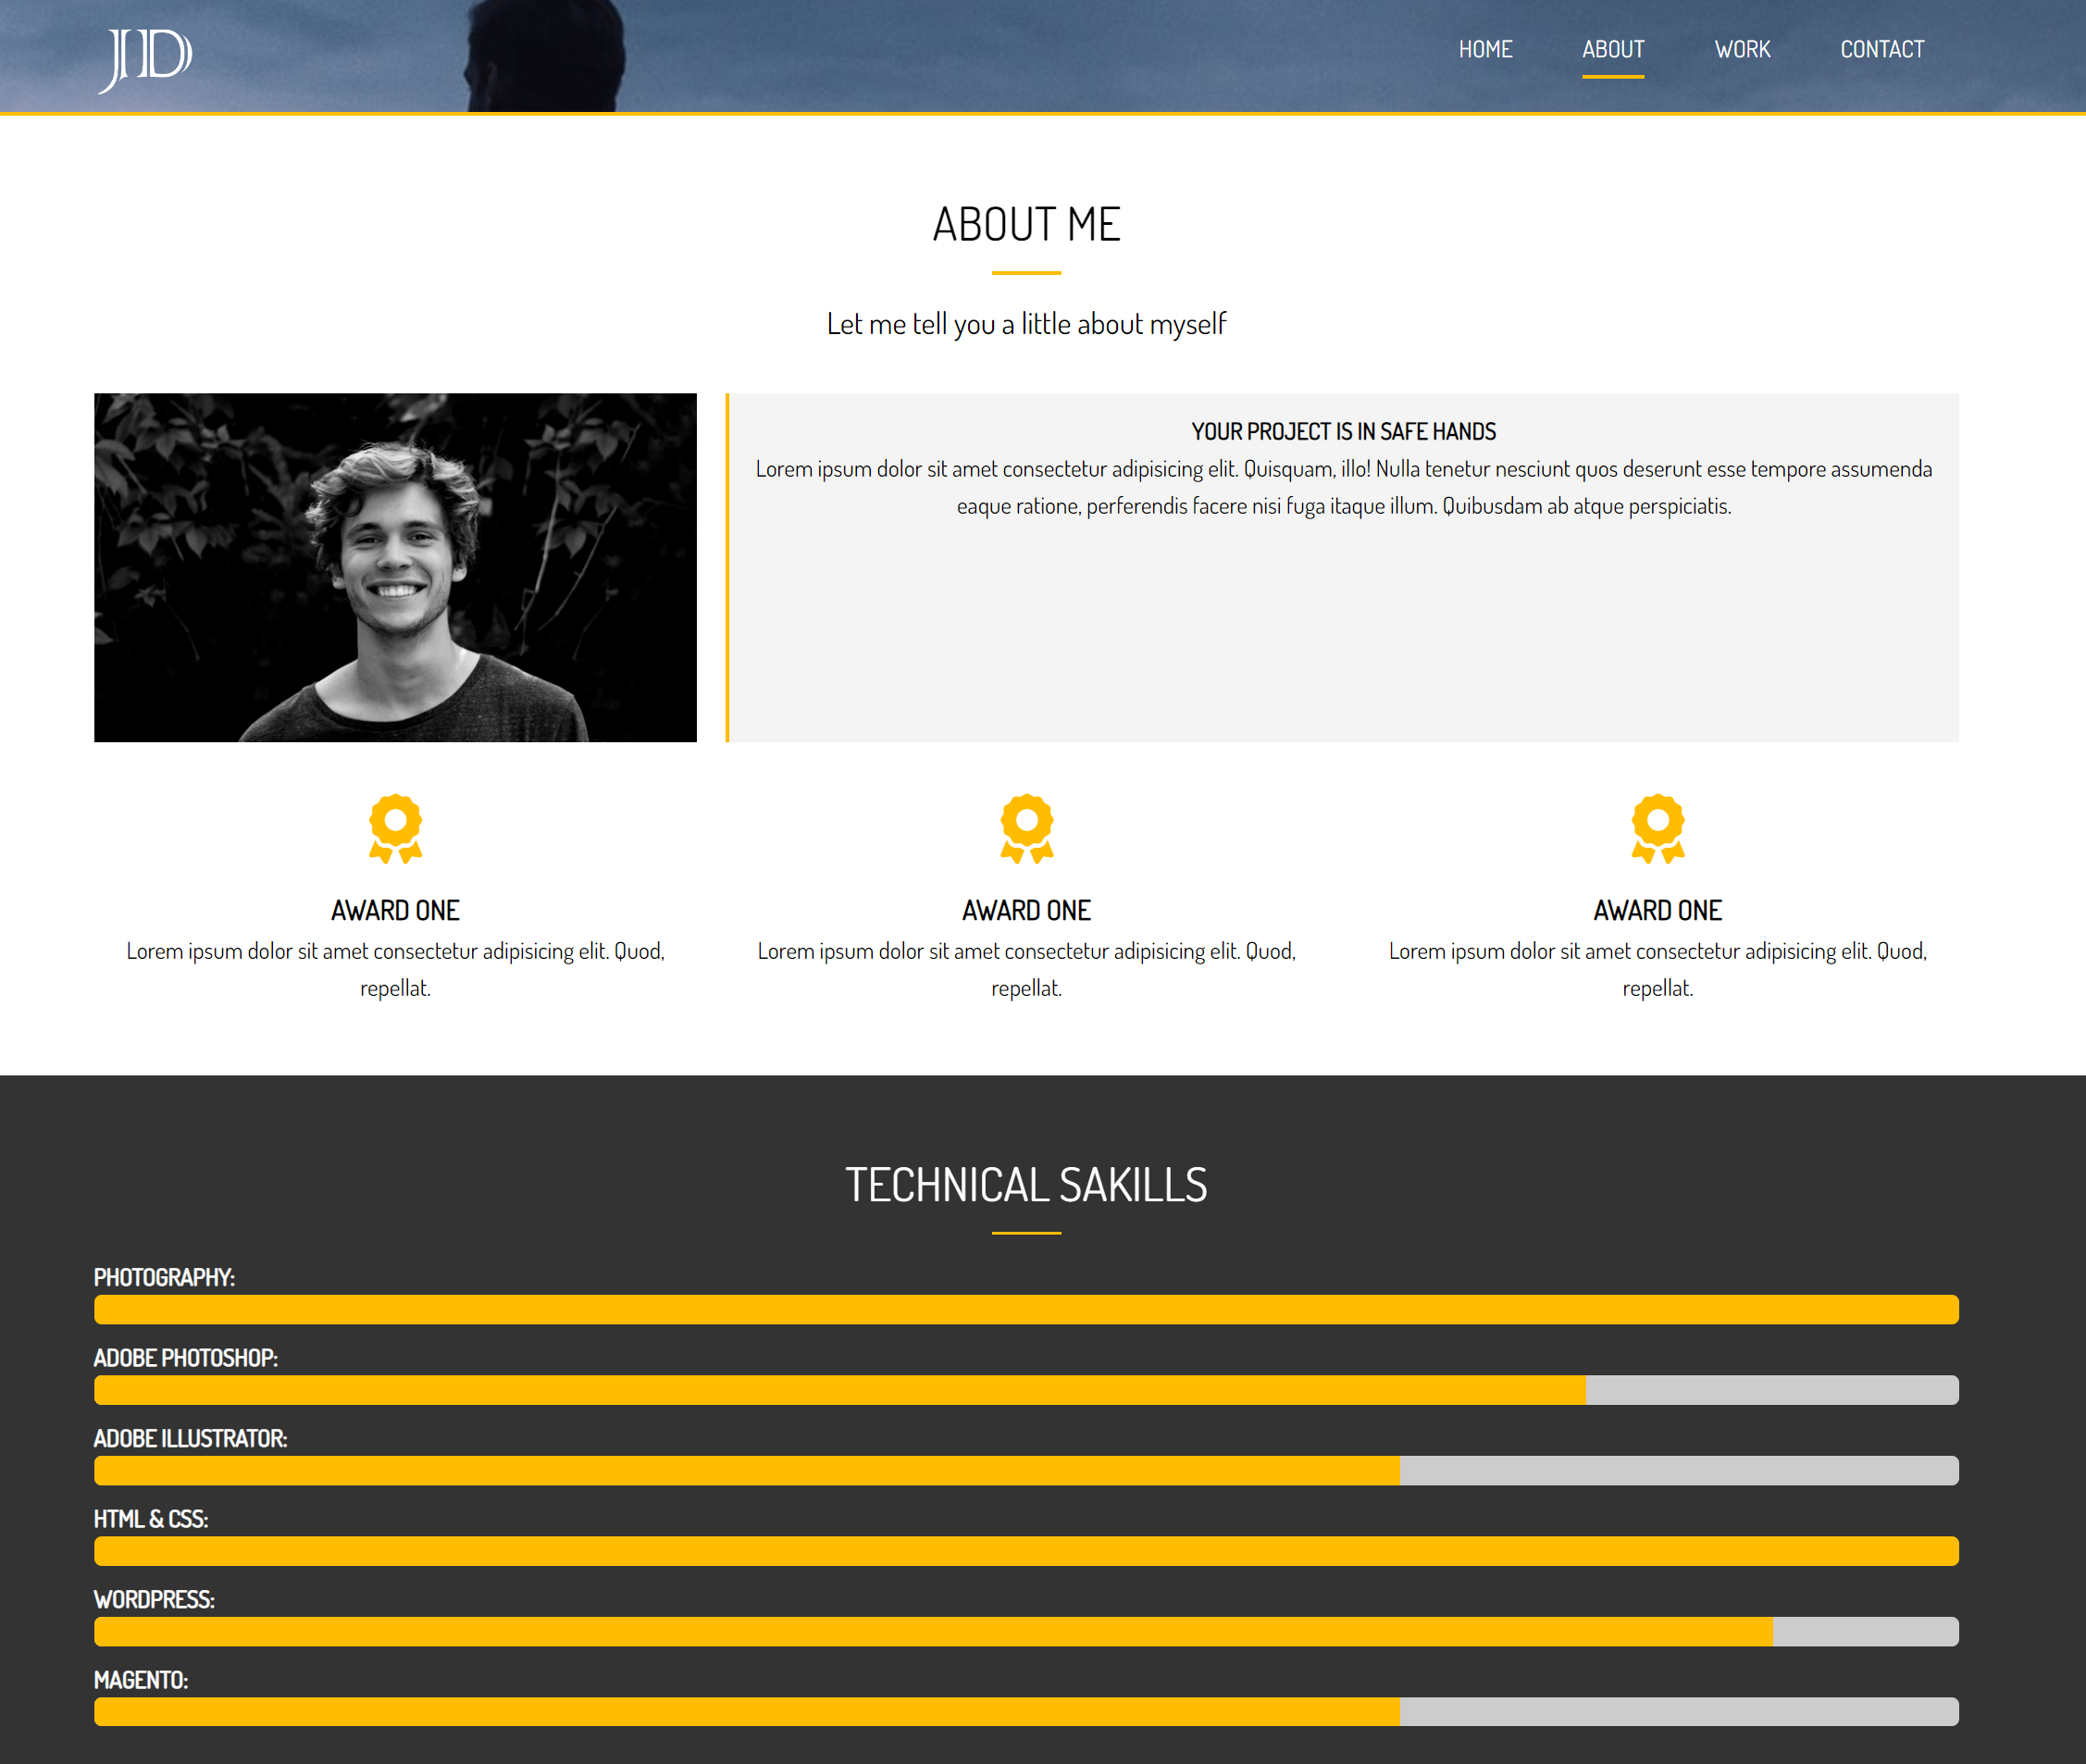 JD
HOME ABOUT WORK CONTACT
ABOUT ME
Let me tell you a little about myself
YOUR PROJECT IS IN SAFE HANDS
Lorem ipsum dolor sit amet consectetur adipisicing elit. Quisquam, illo! Nulla tenetur nesciunt quos deserunt esse tempore assumenda
eaque ratione, perferendis facere nisi fuga itaque illum. Quibusdam ab atque perspiciatis.
AWARD ONE
Lorem ipsum dolor sit amet consectetur adipisicing elit. Quod,
repellat.
AWARD ONE
Lorem ipsum dolor sit amet consectetur adipisicing elit. Quod,
repellat.
AWARD ONE
Lorem ipsum dolor sit amet consectetur adipisicing elit. Quod,
repellat.
TECHNICAL SAKILLS
PHOTOGRAPHY:
ADOBE PHOTOSHOP:
ADOBE ILLUSTRATOR:
HTML & CSS:
WORDPRESS:
MAGENTO: